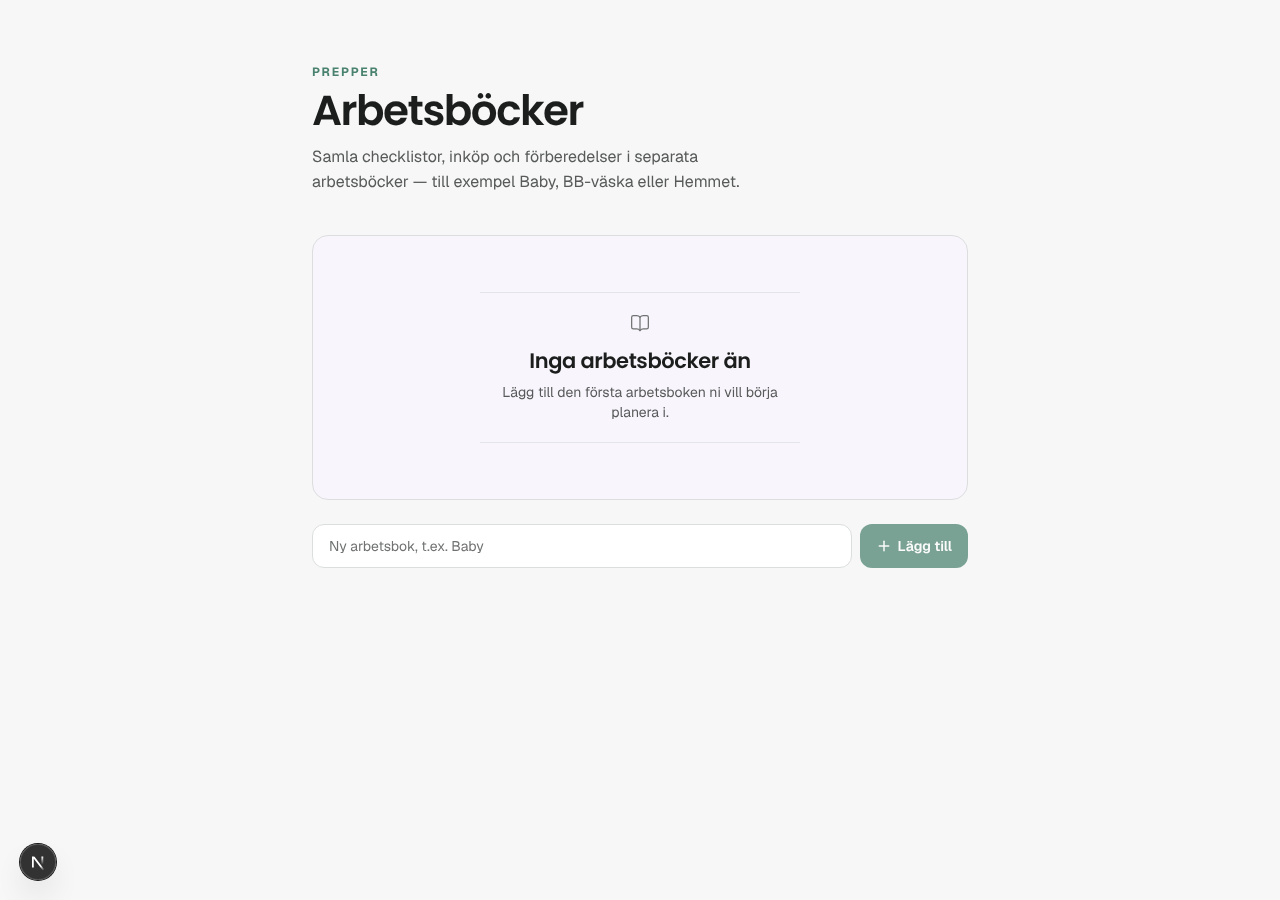 PREPPER
Arbetsböcker
Samla checklistor, inköp och förberedelser i separata
arbetsböcker — till exempel Baby, BB-väska eller Hemmet.
Inga arbetsböcker än
Lägg till den första arbetsboken ni vill börja
planera i.
Ny arbetsbok, t.ex. Baby
Lägg till
N